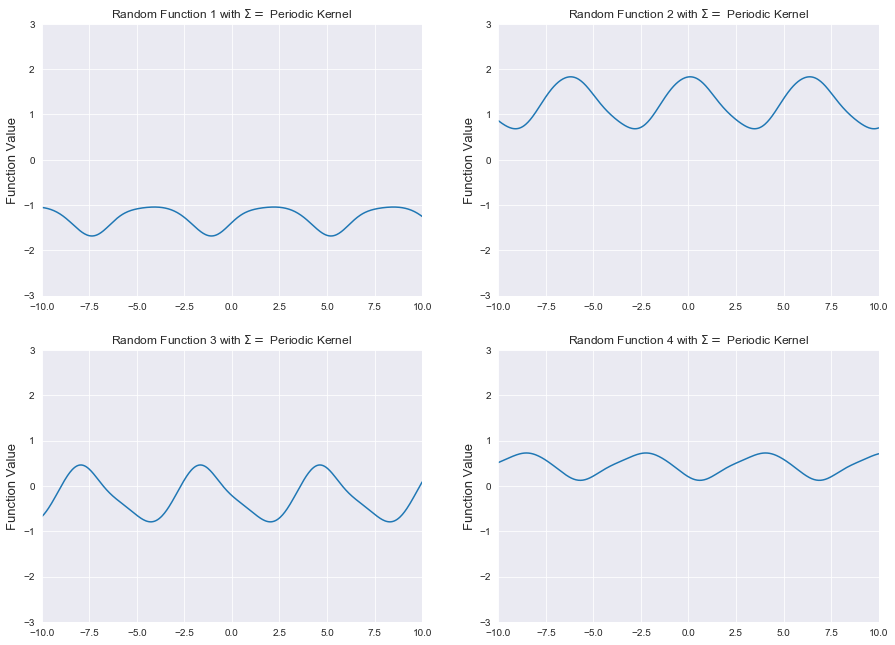 Random Function 1 with Σ = Periodic Kernel
Function Value
3
2
1
0
−1
−2
−3
−10.0 −7.5 −5.0 −2.5 0.0 2.5 5.0 7.5 10.0
Random Function 2 with Σ = Periodic Kernel
Function Value
3
2
1
0
−1
−2
−3
−10.0 −7.5 −5.0 −2.5 0.0 2.5 5.0 7.5 10.0
Random Function 3 with Σ = Periodic Kernel
Function Value
3
2
1
0
−1
−2
−3
−10.0 −7.5 −5.0 −2.5 0.0 2.5 5.0 7.5 10.0
Random Function 4 with Σ = Periodic Kernel
Function Value
3
2
1
0
−1
−2
−3
−10.0 −7.5 −5.0 −2.5 0.0 2.5 5.0 7.5 10.0